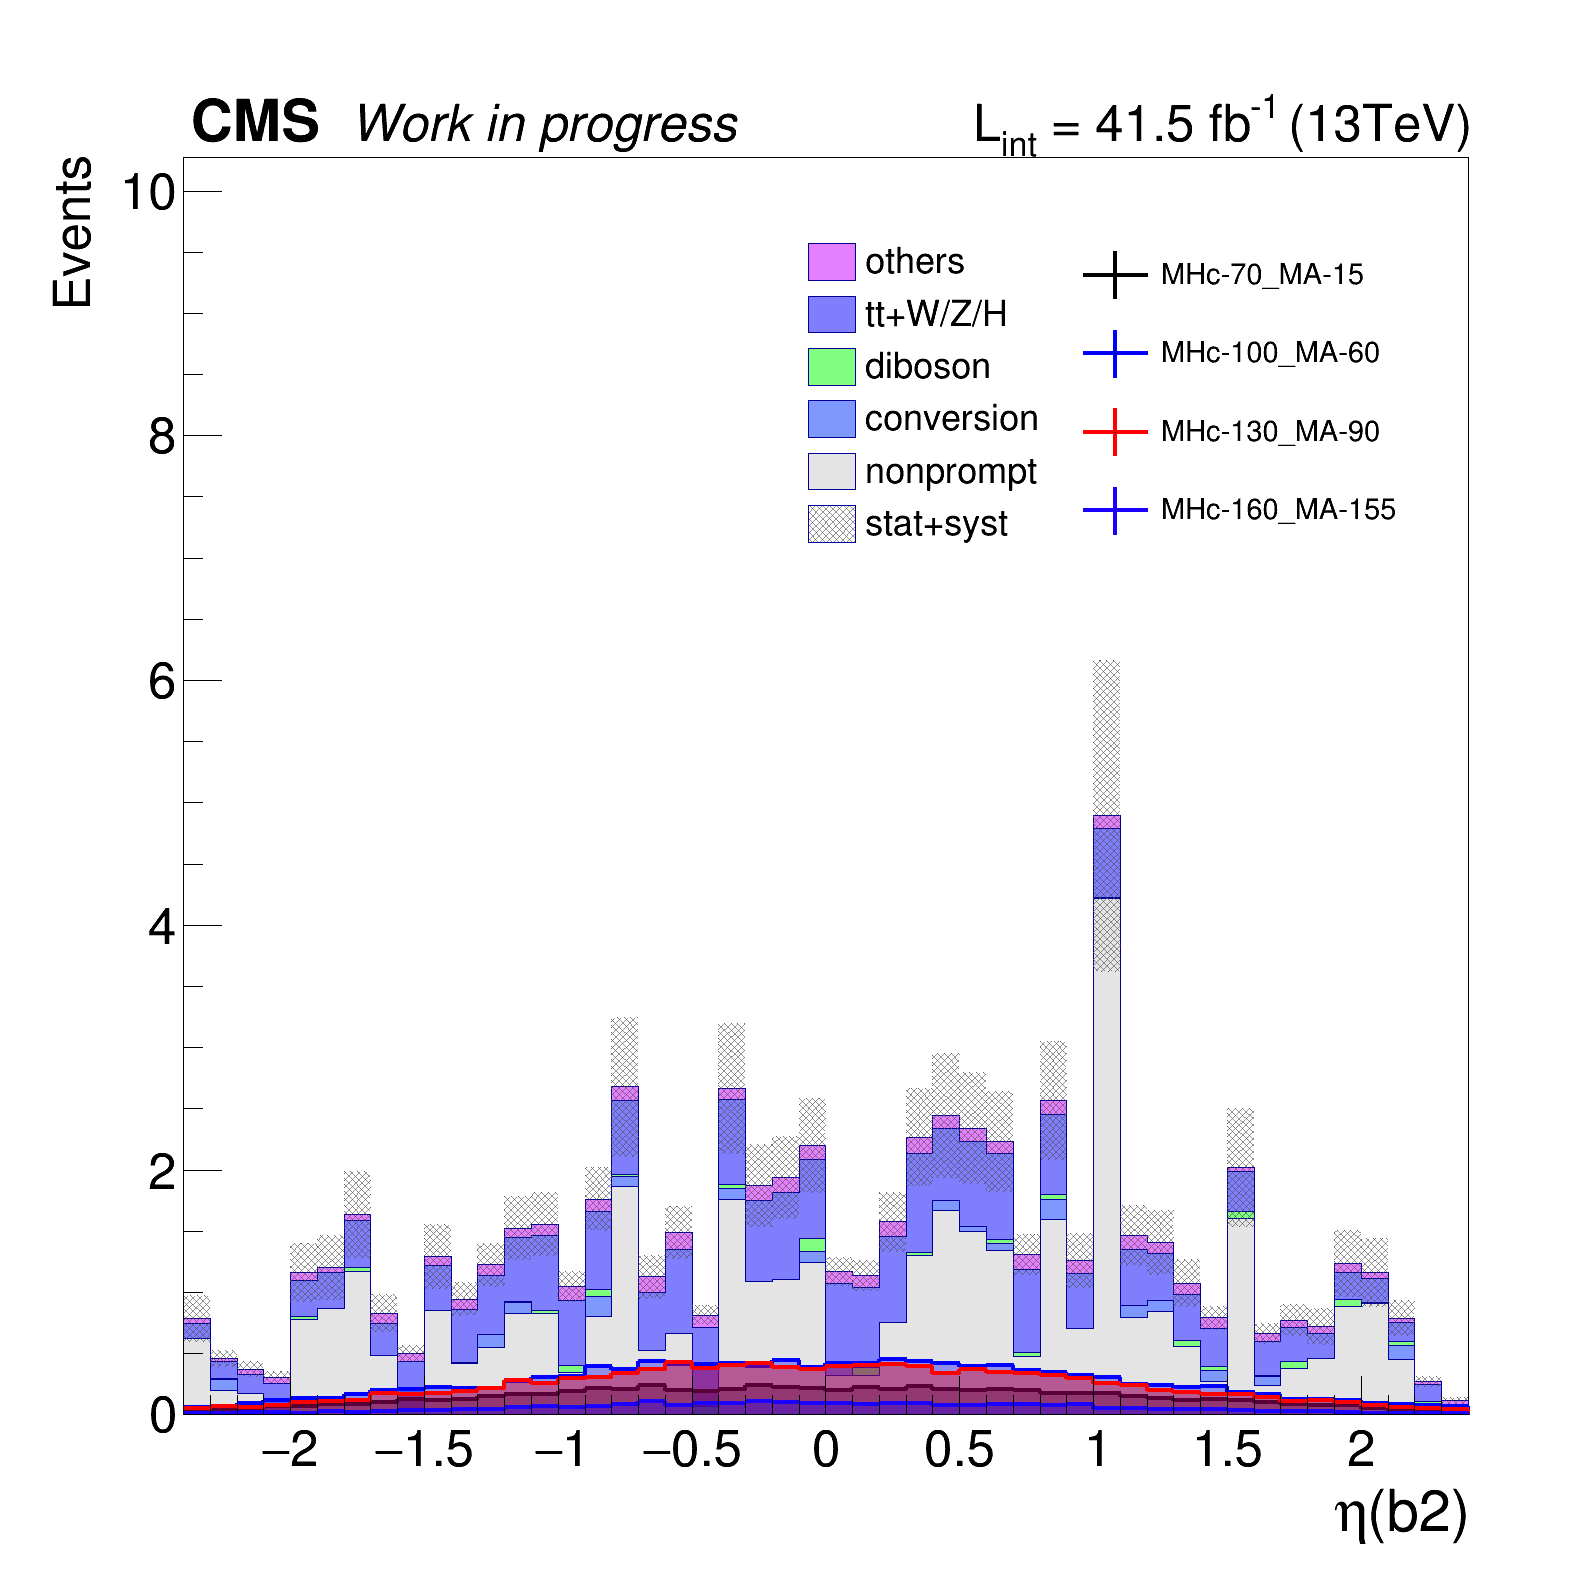 CMS Work in progress
L_int = 41.5 fb^-1 (13TeV)
Events
10
8
6
4
2
0
others
tt+W/Z/H
diboson
conversion
nonprompt
stat+syst
MHc-70_MA-15
MHc-100_MA-60
MHc-130_MA-90
MHc-160_MA-155
−2 −1.5 −1 −0.5 0 0.5 1 1.5 2
η(b2)